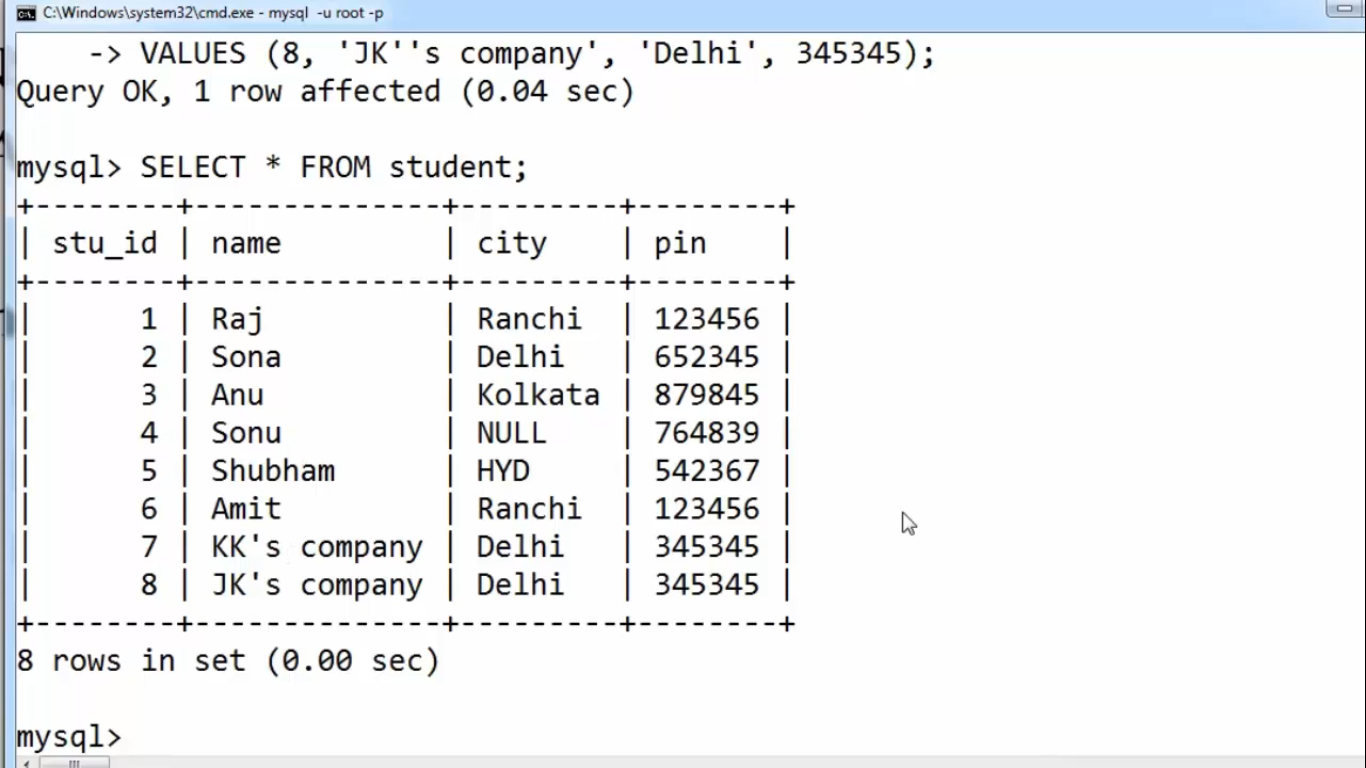 C:\Windows\system32\cmd.exe - mysql -u root -p
    -> VALUES (8, 'JK''s company', 'Delhi', 345345);
Query OK, 1 row affected (0.04 sec)
mysql> SELECT * FROM student;
+--------+--------------+---------+--------+
| stu_id | name         | city    | pin    |
+--------+--------------+---------+--------+
|      1 | Raj          | Ranchi  | 123456 |
|      2 | Sona         | Delhi   | 652345 |
|      3 | Anu          | Kolkata | 879845 |
|      4 | Sonu         | NULL    | 764839 |
|      5 | Shubham      | HYD     | 542367 |
|      6 | Amit         | Ranchi  | 123456 |
|      7 | KK's company | Delhi   | 345345 |
|      8 | JK's company | Delhi   | 345345 |
+--------+--------------+---------+--------+
8 rows in set (0.00 sec)
mysql>